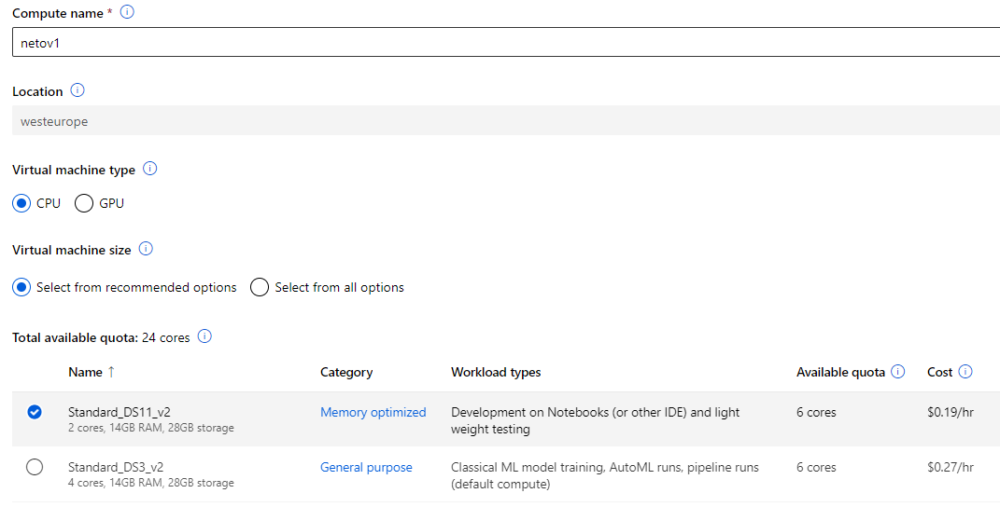 Compute name *
netov1
Location
westeurope
Virtual machine type
CPU GPU
Virtual machine size
Select from recommended options Select from all options
Total available quota: 24 cores
Name ↑ Category Workload types Available quota Cost
Standard_DS11_v2 Memory optimized Development on Notebooks (or other IDE) and light 6 cores $0.19/hr
2 cores, 14GB RAM, 28GB storage weight testing
Standard_DS3_v2 General purpose Classical ML model training, AutoML runs, pipeline runs 6 cores $0.27/hr
4 cores, 14GB RAM, 28GB storage (default compute)